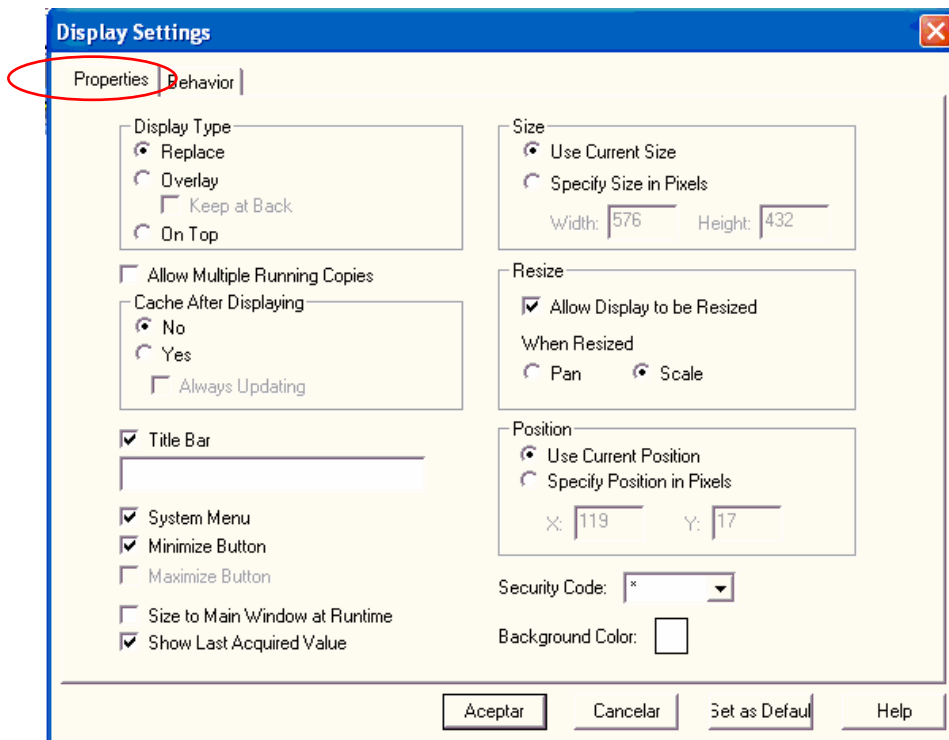 Display Settings
Properties
Behavior
Display Type
Replace
Overlay
Keep at Back
On Top
Allow Multiple Running Copies
Cache After Displaying
No
Yes
Always Updating
Title Bar
System Menu
Minimize Button
Maximize Button
Size to Main Window at Runtime
Show Last Acquired Value
Size
Use Current Size
Specify Size in Pixels
Width: 576 Height: 432
Resize
Allow Display to be Resized
When Resized
Pan Scale
Position
Use Current Position
Specify Position in Pixels
X: 119 Y: 17
Security Code: *
Background Color:
Aceptar Cancelar Set as Defaul Help